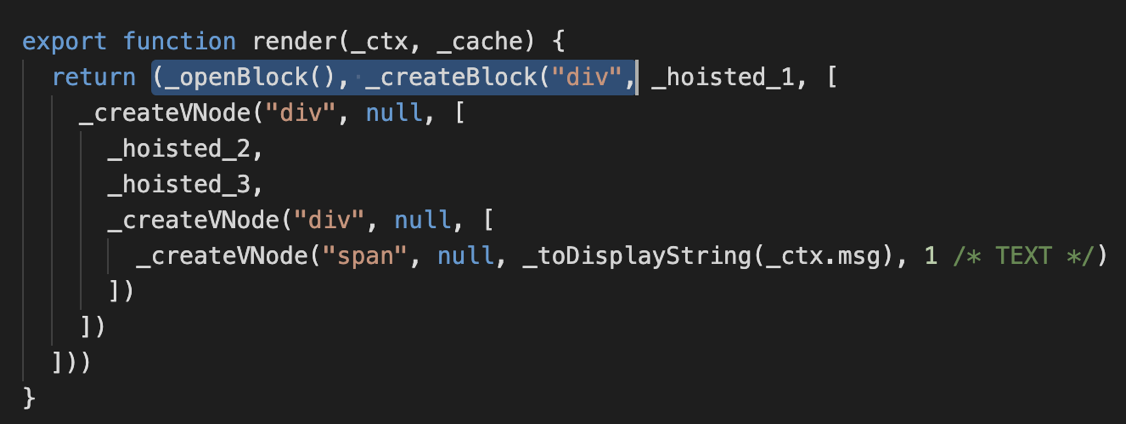 export function render(_ctx, _cache) {
  return (_openBlock(), _createBlock("div", _hoisted_1, [
    _createVNode("div", null, [
      _hoisted_2,
      _hoisted_3,
      _createVNode("div", null, [
        _createVNode("span", null, _toDisplayString(_ctx.msg), 1 /* TEXT */)
      ])
    ])
  ]))
}